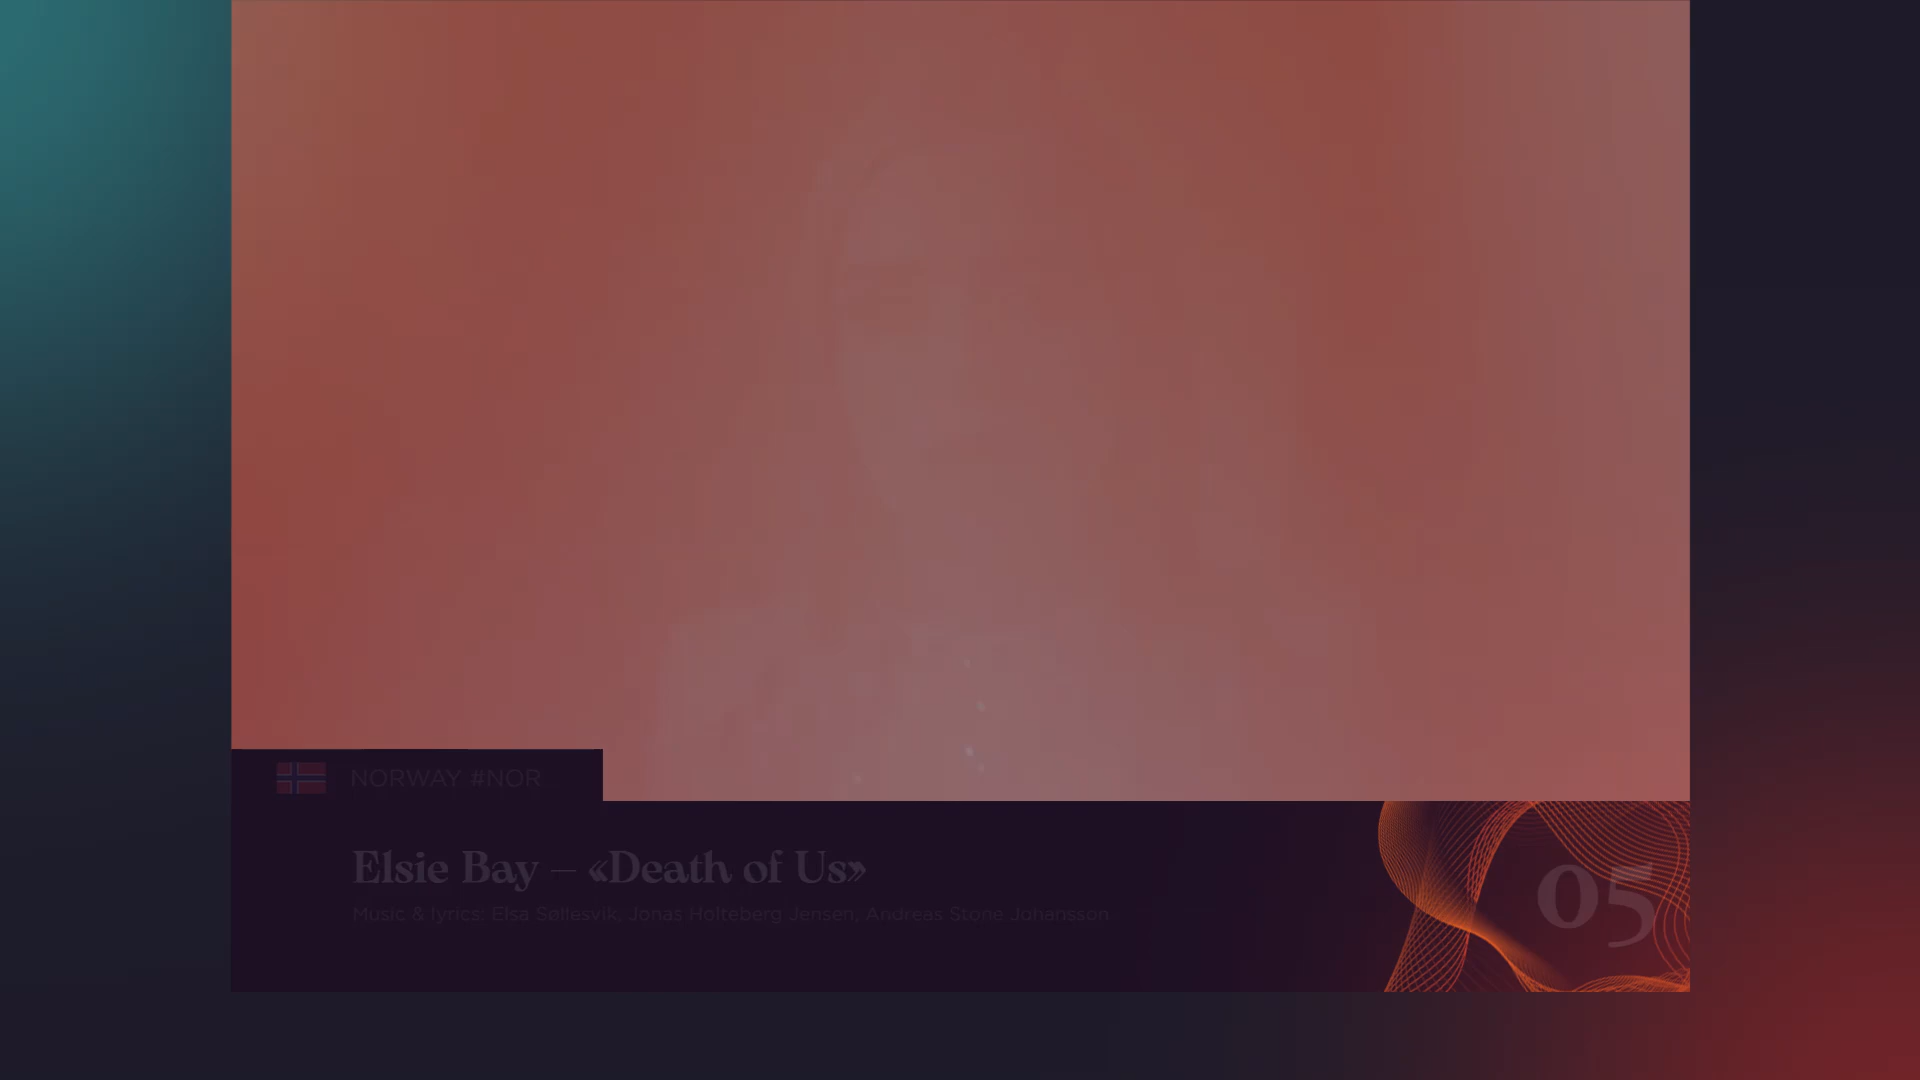 NORWAY #NOR
Elsie Bay – «Death of Us»
Music & lyrics: Elsa Søllesvik, Jonas Holteberg Jensen, Andreas Stone Johansson
05